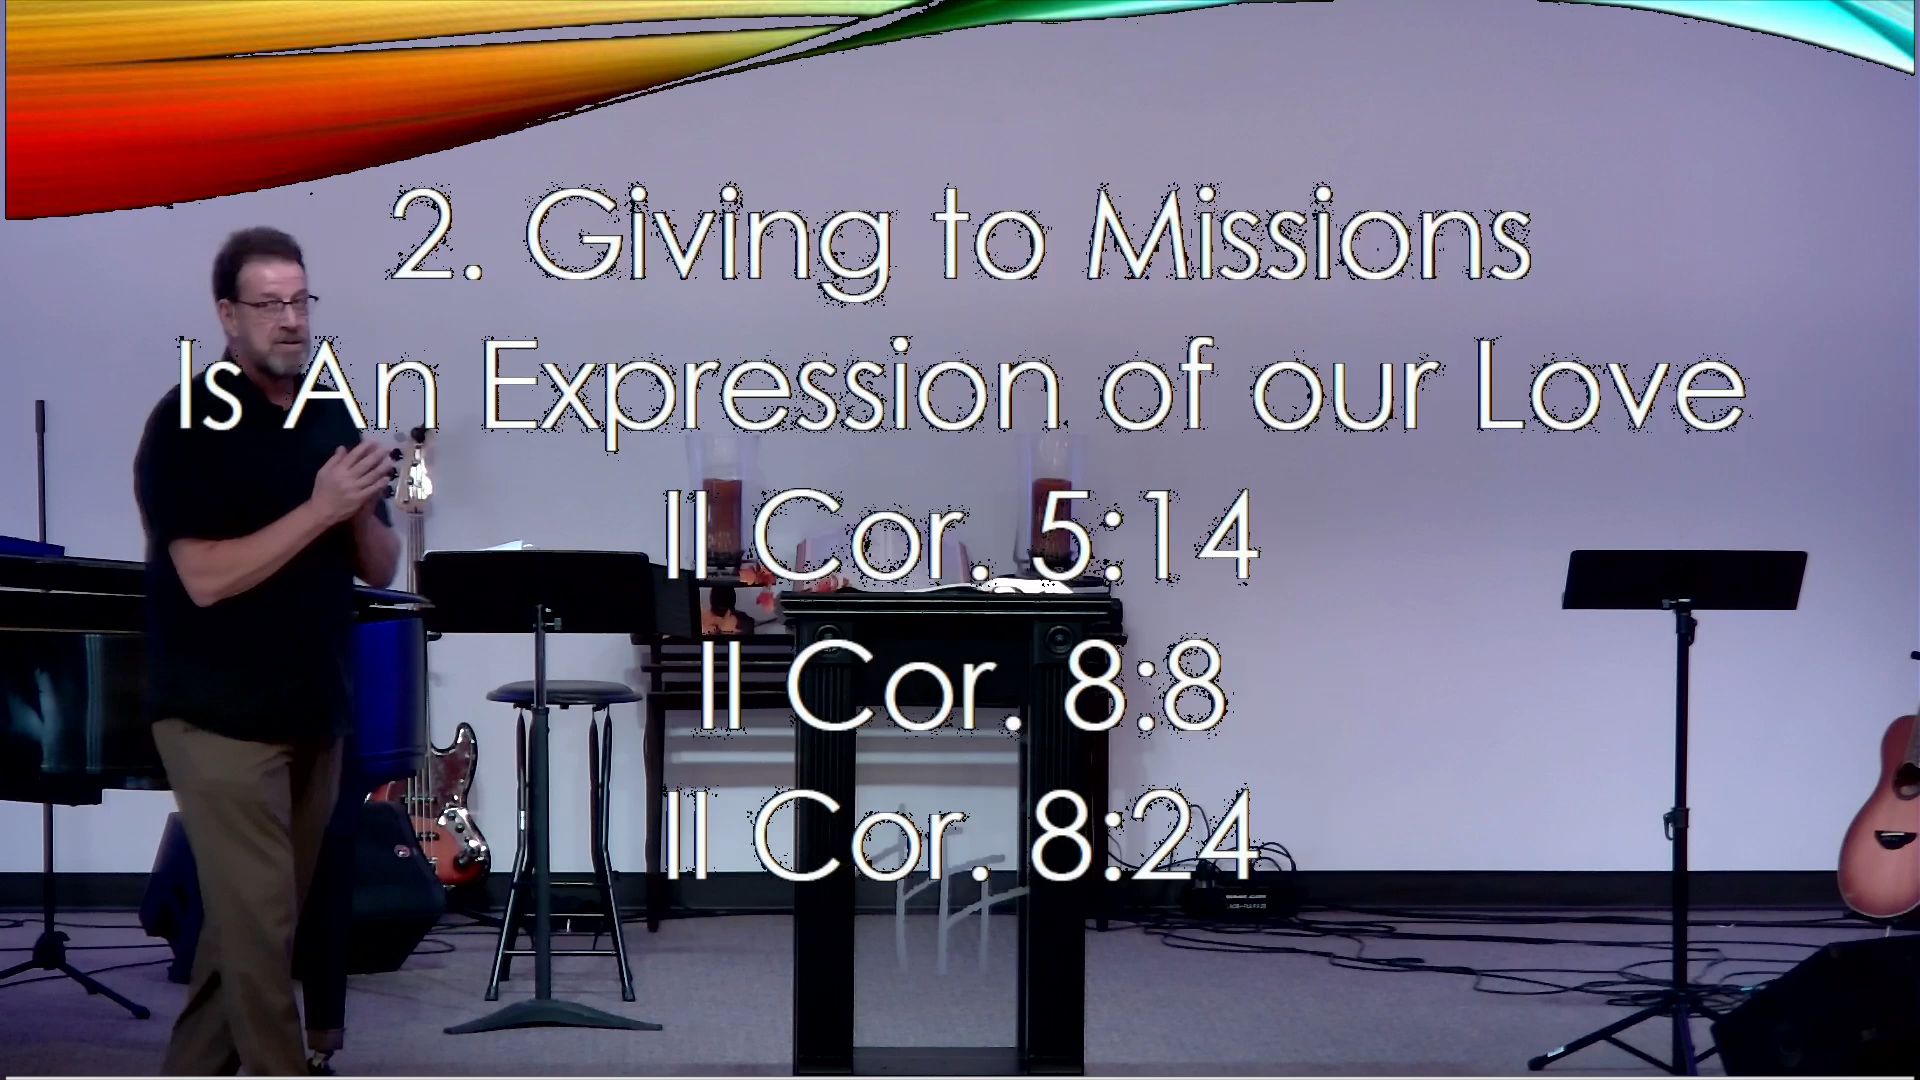 2. Giving to Missions
Is An Expression of our Love
II Cor. 5:14
II Cor. 8:8
II Cor. 8:24